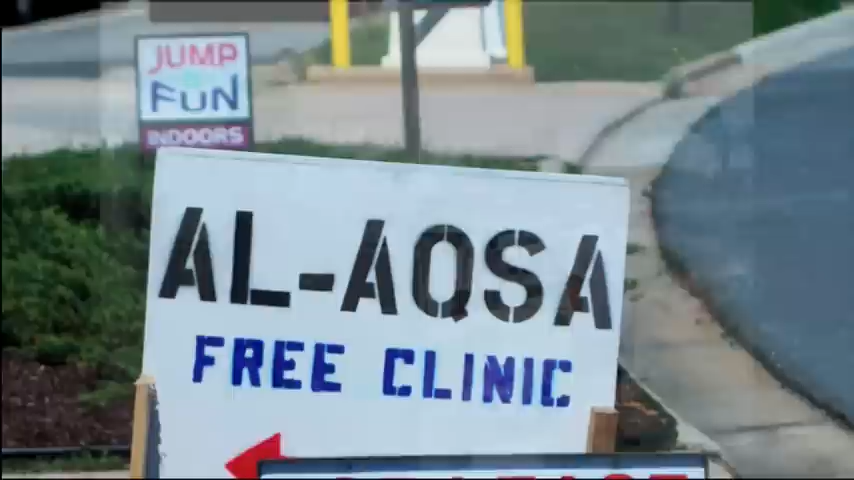 JUMP
FUN
INDOORS
AL-AQSA
FREE CLINIC